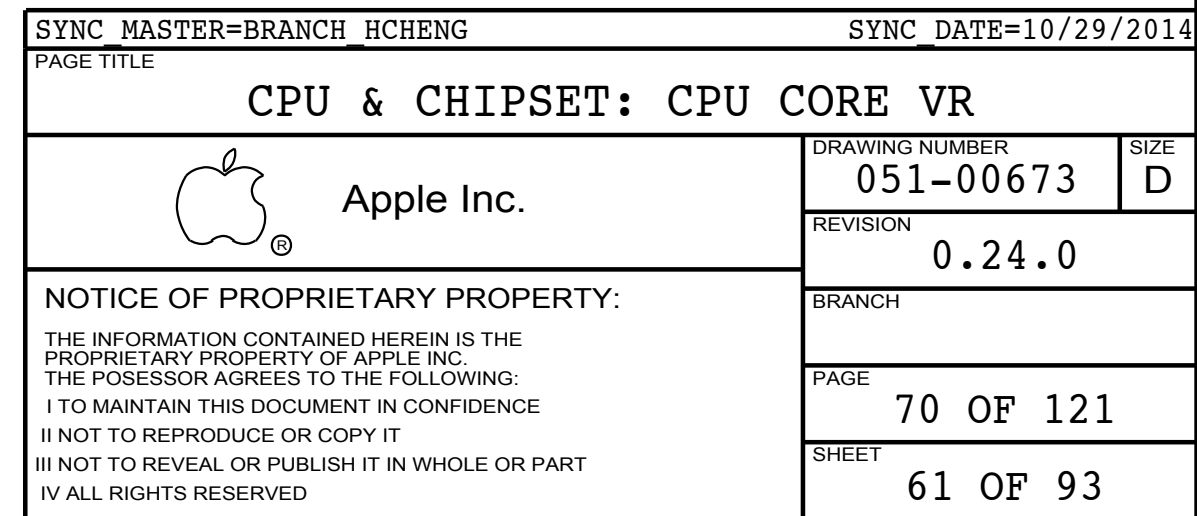 SYNC_MASTER=BRANCH_HCHENG SYNC_DATE=10/29/2014
PAGE TITLE
CPU & CHIPSET: CPU CORE VR
Apple Inc.
®
DRAWING NUMBER
051-00673
SIZE
D
REVISION
0.24.0
NOTICE OF PROPRIETARY PROPERTY:
THE INFORMATION CONTAINED HEREIN IS THE
PROPRIETARY PROPERTY OF APPLE INC.
THE POSESSOR AGREES TO THE FOLLOWING:
I TO MAINTAIN THIS DOCUMENT IN CONFIDENCE
II NOT TO REPRODUCE OR COPY IT
III NOT TO REVEAL OR PUBLISH IT IN WHOLE OR PART
IV ALL RIGHTS RESERVED
BRANCH
PAGE
70 OF 121
SHEET
61 OF 93